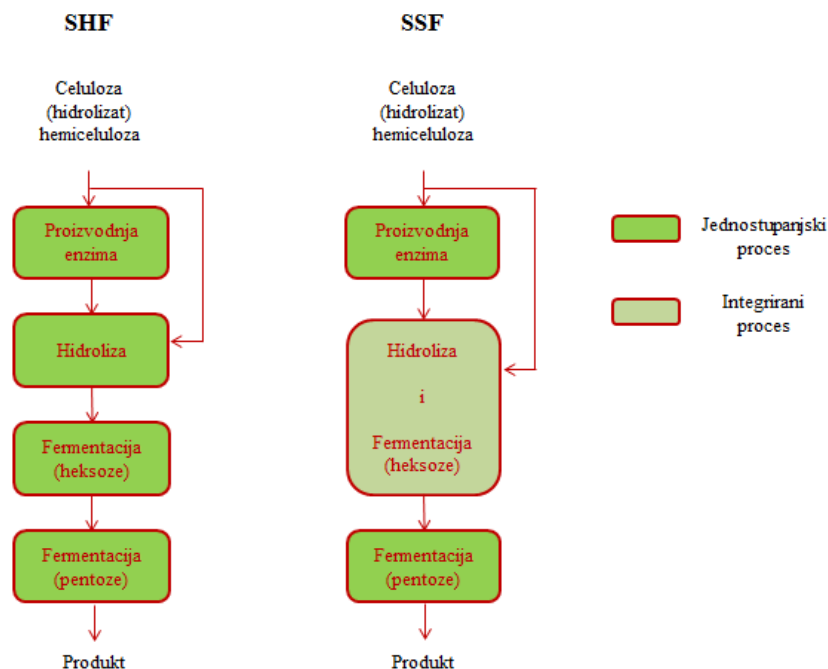 SHF
Celuloza
(hidrolizat)
hemiceluloza
Proizvodnja
enzima
Hidroliza
Fermentacija
(heksoze)
Fermentacija
(pentoze)
Produkt
SSF
Celuloza
(hidrolizat)
hemiceluloza
Proizvodnja
enzima
Hidroliza
i
Fermentacija
(heksoze)
Fermentacija
(pentoze)
Produkt
Jednostupanjski
proces
Integrirani
proces